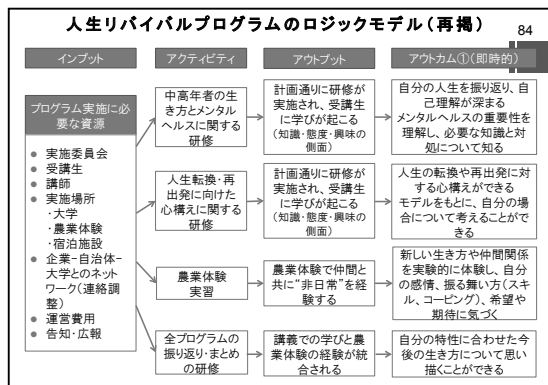 人生リバイバルプログラムのロジックモデル(再掲)
84
インプット
アクティビティ
アウトプット
アウトカム①(即時的)
プログラム実施に必
要な資源
● 実施委員会
● 受講生
● 講師
● 実施場所
・大学
・農業体験
・宿泊施設
● 企業-自治体-
大学とのネット
ワーク(連絡調
整)
● 運営費用
● 告知・広報
中高年者の生
き方とメンタル
ヘルスに関する
研修
計画通りに研修が
実施され、受講生
に学びが起こる
(知識・態度・興味の
側面)
自分の人生を振り返り、自
己理解が深まる
メンタルヘルスの重要性を
理解し、必要な知識と対
処について知る
人生転換・再
出発に向けた
心構えに関する
研修
計画通りに研修が
実施され、受講生
に学びが起こる
(知識・態度・興味の
側面)
人生の転換や再出発に対
する心構えができる
モデルをもとに、自分の場
合について考えることがで
きる
農業体験
実習
農業体験で仲間と
共に"非日常"を経
験する
新しい生き方や仲間関係
を実験的に体験し、自分
の感情、振る舞い方(スキ
ル、コーピング)、希望や
期待に気づく
全プログラムの
振り返り・まとめ
の研修
講義での学びと農
業体験の経験が統
合される
自分の特性に合わせた今
後の生き方について思い
描くことができる